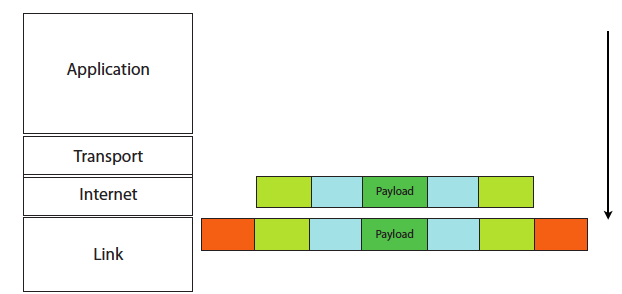 Application
Transport
Internet
Payload
Link
Payload